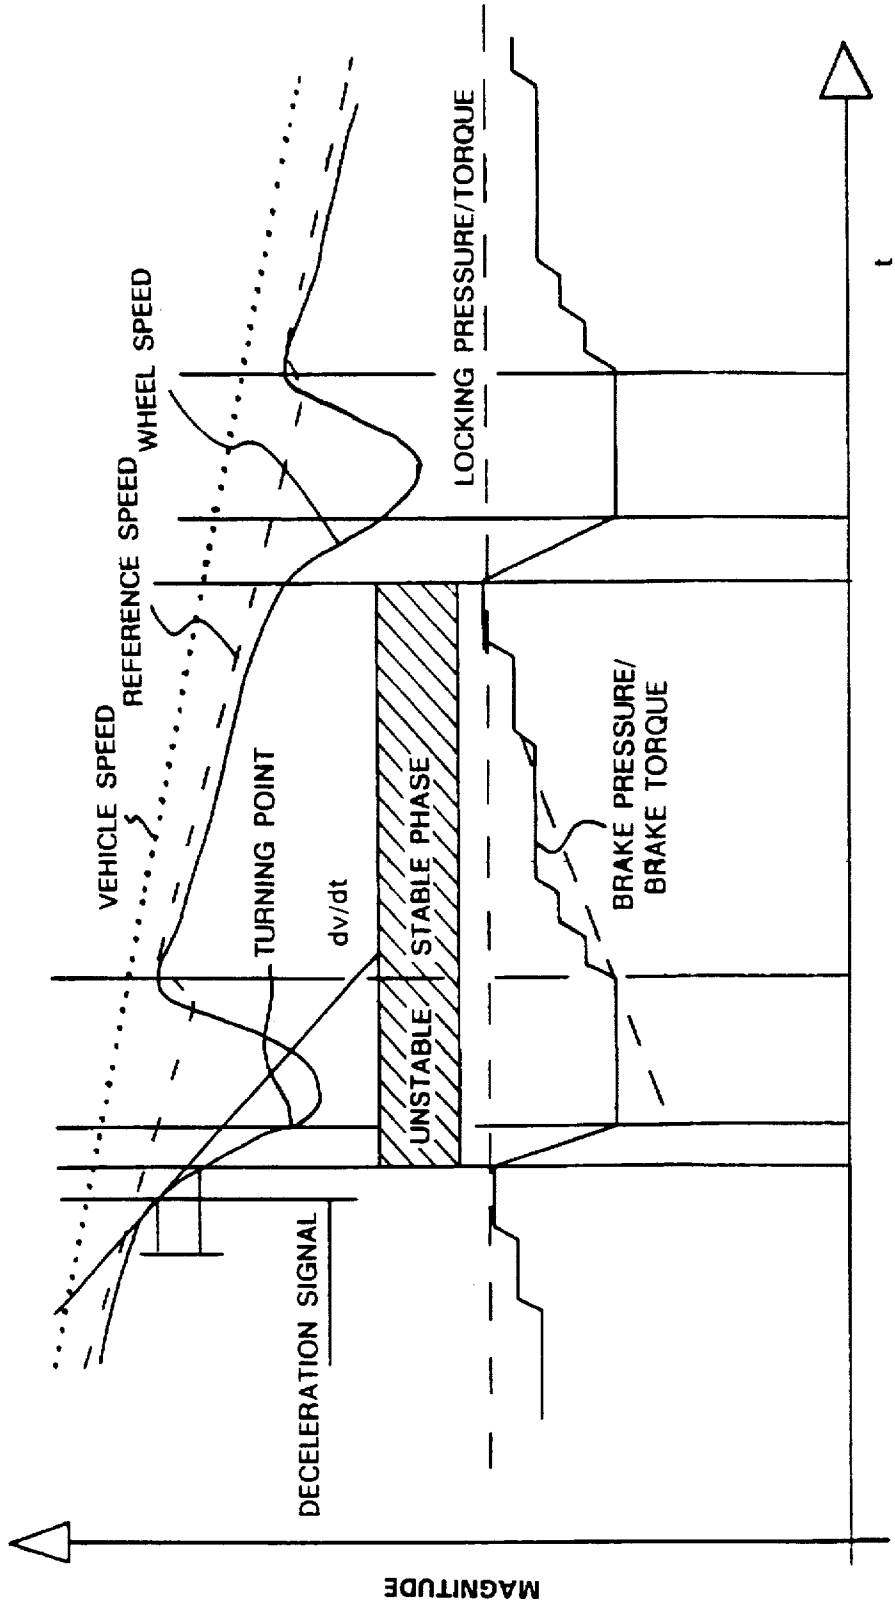 VEHICLE SPEED
REFERENCE SPEED
WHEEL SPEED
TURNING POINT
dv/dt
DECELERATION SIGNAL
UNSTABLE
STABLE PHASE
LOCKING PRESSURE/TORQUE
BRAKE PRESSURE/
BRAKE TORQUE
MAGNITUDE
t